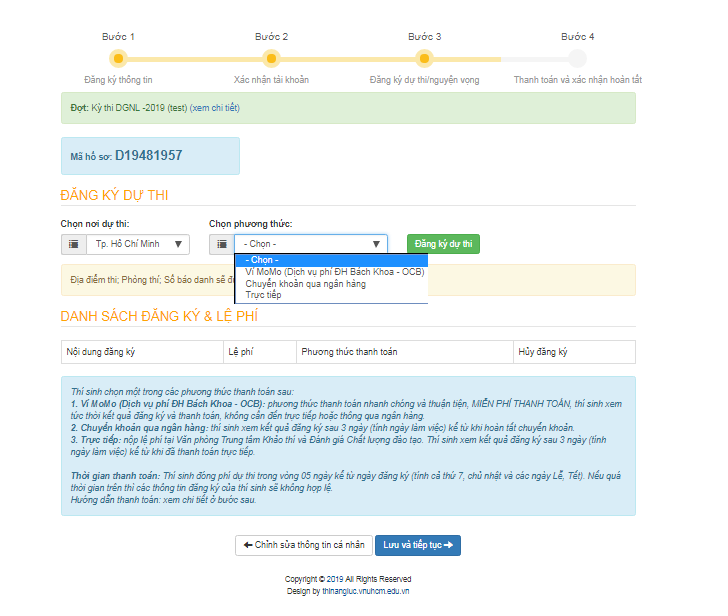 Bước 1 Bước 2 Bước 3 Bước 4
Đăng ký thông tin Xác nhận tài khoản Đăng ký dự thi/nguyện vọng Thanh toán và xác nhận hoàn tất
Đợt: Kỳ thi DGNL -2019 (test) (xem chi tiết)
Mã hồ sơ: D19481957
ĐĂNG KÝ DỰ THI
Chọn nơi dự thi: Chọn phương thức:
Tp. Hồ Chí Minh - Chọn - Đăng ký dự thi
- Chọn -
Ví MoMo (Dịch vụ phí ĐH Bách Khoa - OCB)
Chuyển khoản qua ngân hàng
Trực tiếp
Địa điểm thi; Phòng thi; Số báo danh sẽ
DANH SÁCH ĐĂNG KÝ & LỆ PHÍ
Nội dung đăng ký Lệ phí Phương thức thanh toán Hủy đăng ký
Thí sinh chọn một trong các phương thức thanh toán sau:
1. Ví MoMo (Dịch vụ phí ĐH Bách Khoa - OCB): phương thức thanh toán nhanh chóng và thuận tiện, MIỄN PHÍ THANH TOÁN, thí sinh xem
tức thời kết quả đăng ký và thanh toán, không cần đến trực tiếp hoặc thông qua ngân hàng.
2. Chuyển khoản qua ngân hàng: thí sinh xem kết quả đăng ký sau 3 ngày (tính ngày làm việc) kể từ khi hoàn tất chuyển khoản.
3. Trực tiếp: nộp lệ phí tại Văn phòng Trung tâm Khảo thí và Đánh giá Chất lượng đào tạo. Thí sinh xem kết quả đăng ký sau 3 ngày (tính
ngày làm việc) kể từ khi đã thanh toán trực tiếp.
Thời gian thanh toán: Thí sinh đóng phí dự thi trong vòng 05 ngày kể từ ngày đăng ký (tính cả thứ 7, chủ nhật và các ngày Lễ, Tết). Nếu quá
thời gian trên thì các thông tin đăng ký của thí sinh sẽ không hợp lệ.
Hướng dẫn thanh toán: xem chi tiết ở bước sau.
Chỉnh sửa thông tin cá nhân Lưu và tiếp tục
Copyright © 2019 All Rights Reserved
Design by thinangluc.vnuhcm.edu.vn